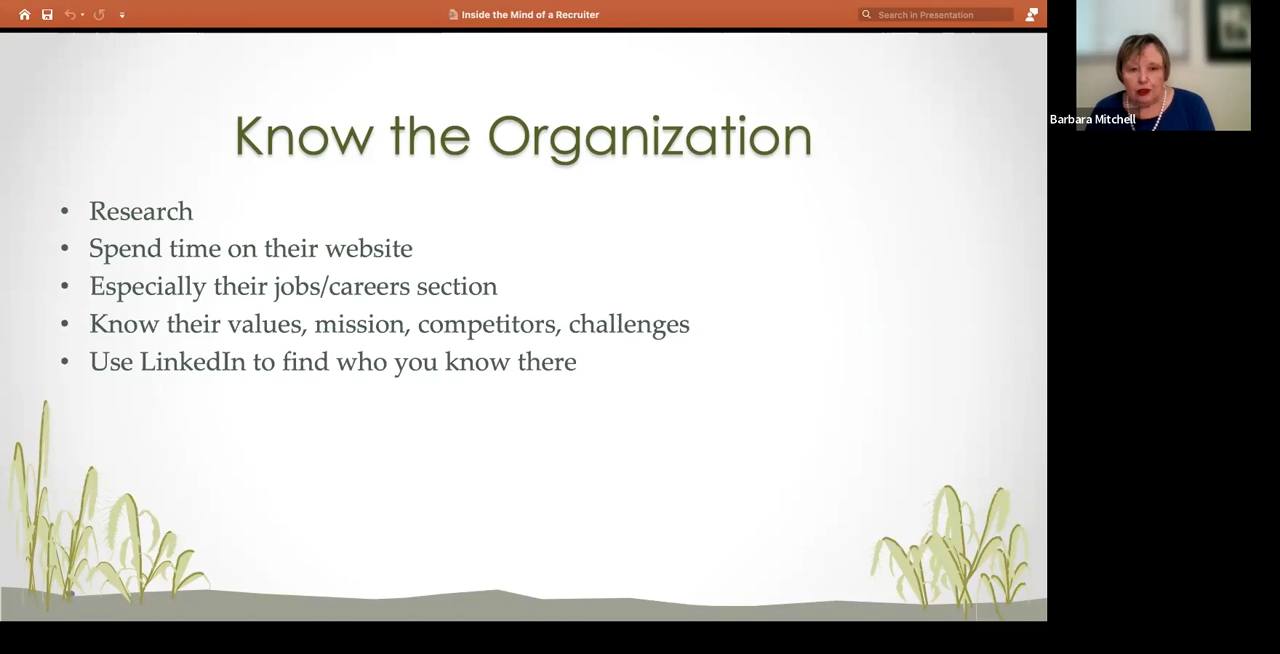 Inside the Mind of a Recruiter
Search in Presentation
Know the Organization
• Research
• Spend time on their website
• Especially their jobs/careers section
• Know their values, mission, competitors, challenges
• Use LinkedIn to find who you know there
Barbara Mitchell